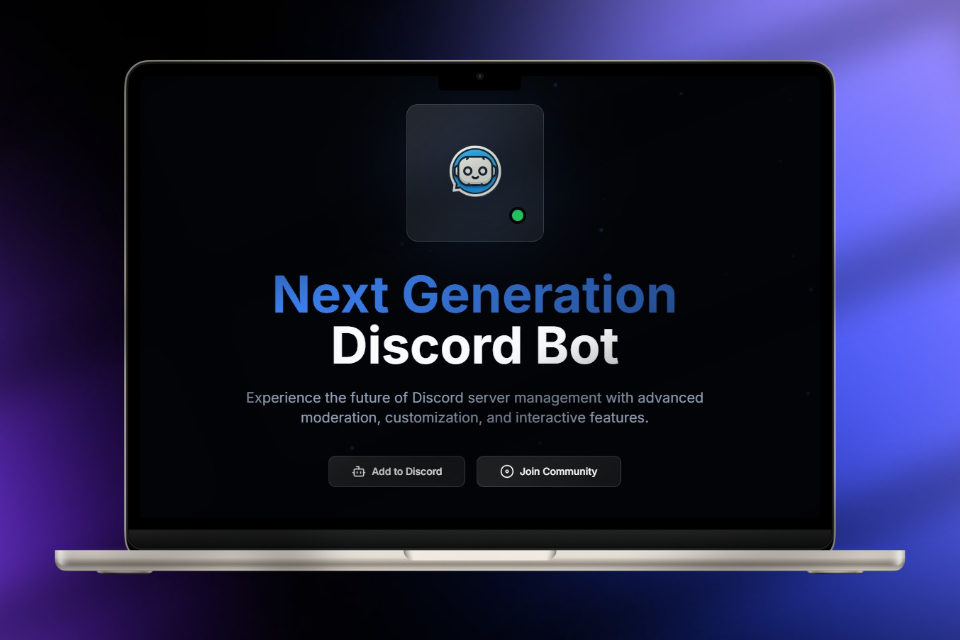 Next Generation
Discord Bot
Experience the future of Discord server management with advanced
moderation, customization, and interactive features.
Add to Discord
Join Community